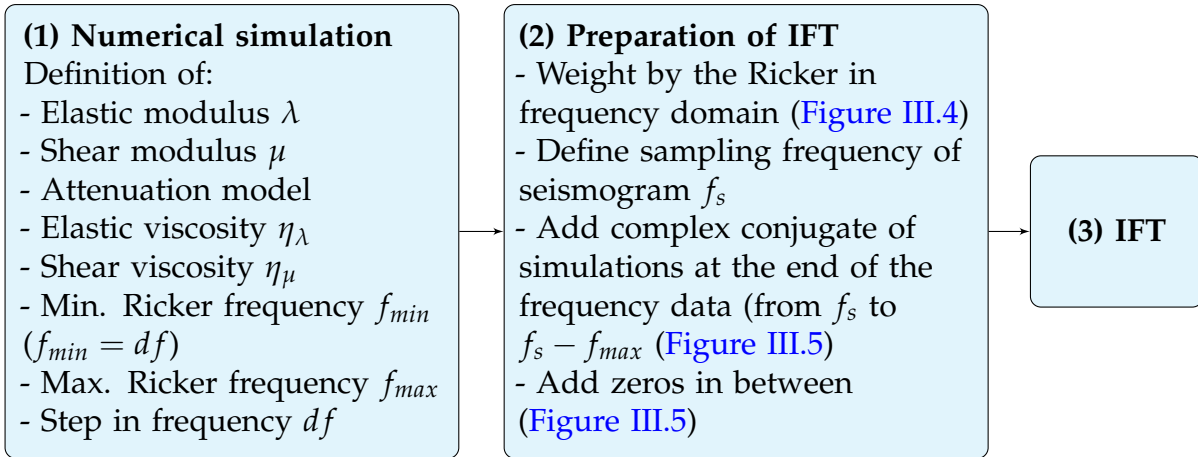 (1) Numerical simulation
Definition of:
- Elastic modulus λ
- Shear modulus μ
- Attenuation model
- Elastic viscosity η_λ
- Shear viscosity η_μ
- Min. Ricker frequency f_min
(f_min = df)
- Max. Ricker frequency f_max
- Step in frequency df
(2) Preparation of IFT
- Weight by the Ricker in
frequency domain (Figure III.4)
- Define sampling frequency of
seismogram f_s
- Add complex conjugate of
simulations at the end of the
frequency data (from f_s to
f_s − f_max (Figure III.5)
- Add zeros in between
(Figure III.5)
(3) IFT